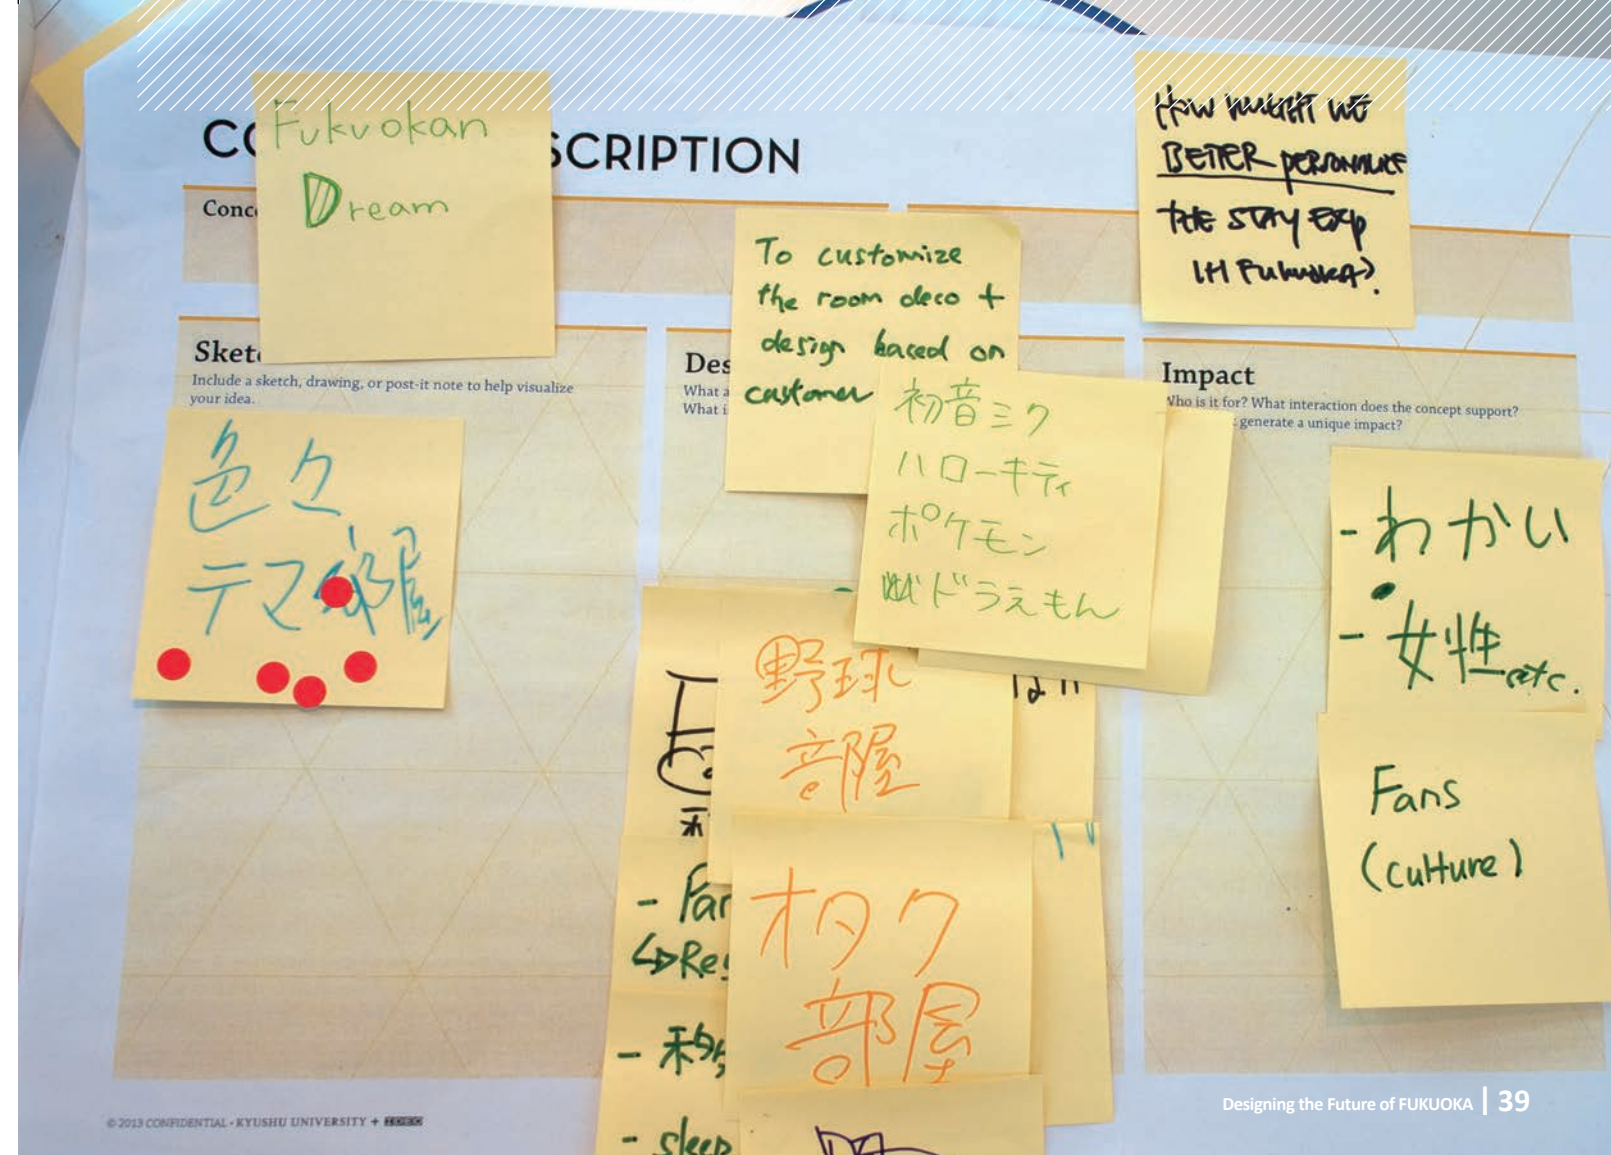 Fukuokan
Dream
SCRIPTION
HOW MIGHT WE
BETTER PERSONALIZE
THE STAY EXP
IN FUKUOKA?
To customize
the room deco +
design based on
customer
Include a sketch, drawing, or post-it note to help visualize
your idea.
色々
テマ部屋
What
What
初音ミク
ハローキティ
ポケモン
ドラえもん
野球
部屋
オタク
部屋
-
-
- sleep
Impact
Who is it for? What interaction does the concept support?
generate a unique impact?
- わかい
- 女性 etc.
Fans
(culture)
© 2013 CONFIDENTIAL - KYUSHU UNIVERSITY + IDEO
Designing the Future of FUKUOKA | 39